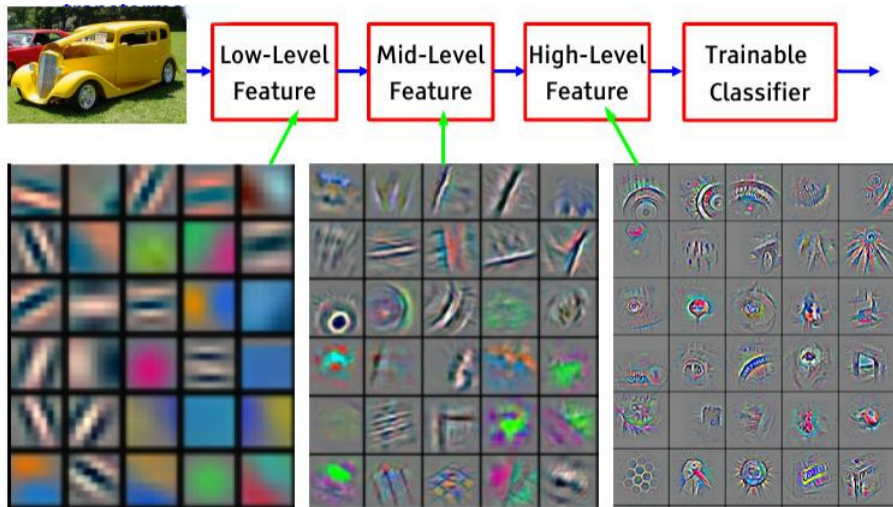 Low-Level
Feature
Mid-Level
Feature
High-Level
Feature
Trainable
Classifier